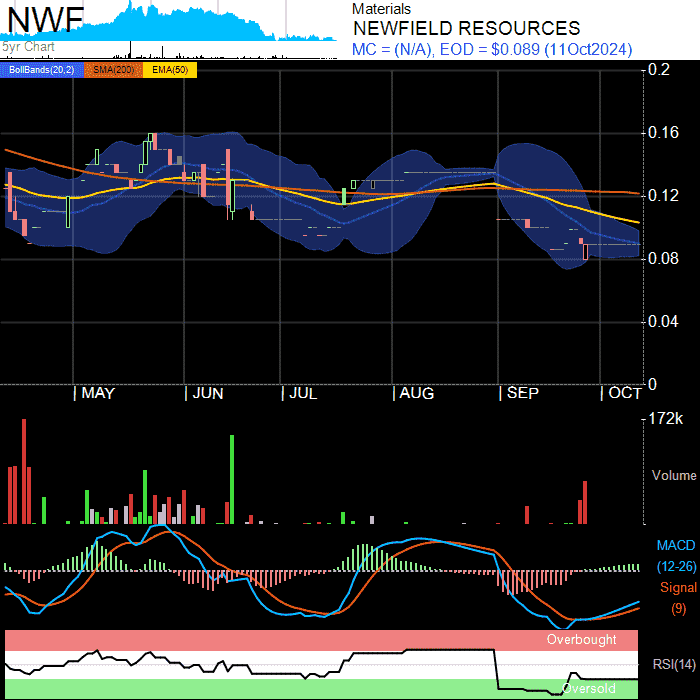 NWF
5yr Chart
Materials
NEWFIELD RESOURCES
MC = (N/A), EOD = $0.089 (11Oct2024)
BollBands(20,2) SMA(200) EMA(50)
0.2
0.16
0.12
0.08
0.04
0
MAY JUN JUL AUG SEP OCT
172k
Volume
MACD
(12-26)
Signal
(9)
Overbought
RSI(14)
Oversold